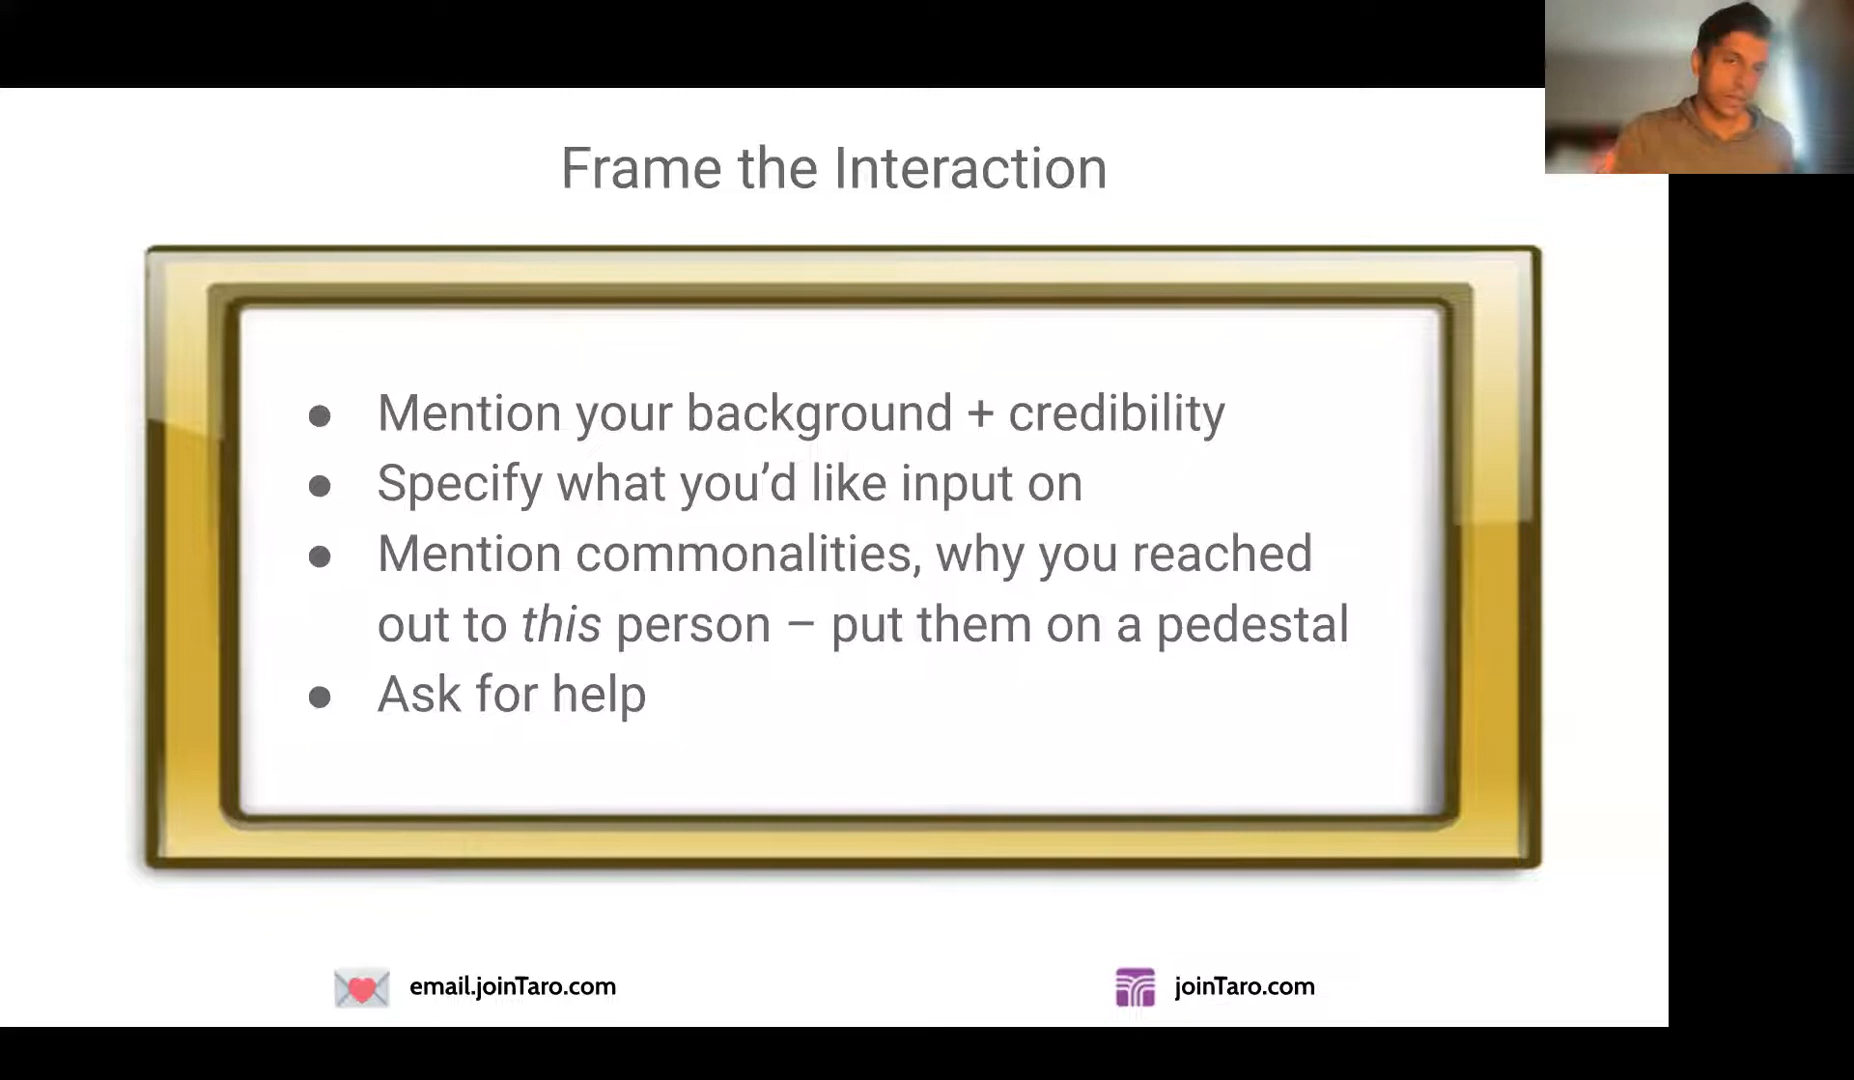 Frame the Interaction
● Mention your background + credibility
● Specify what you’d like input on
● Mention commonalities, why you reached
out to this person – put them on a pedestal
● Ask for help
email.joinTaro.com
joinTaro.com